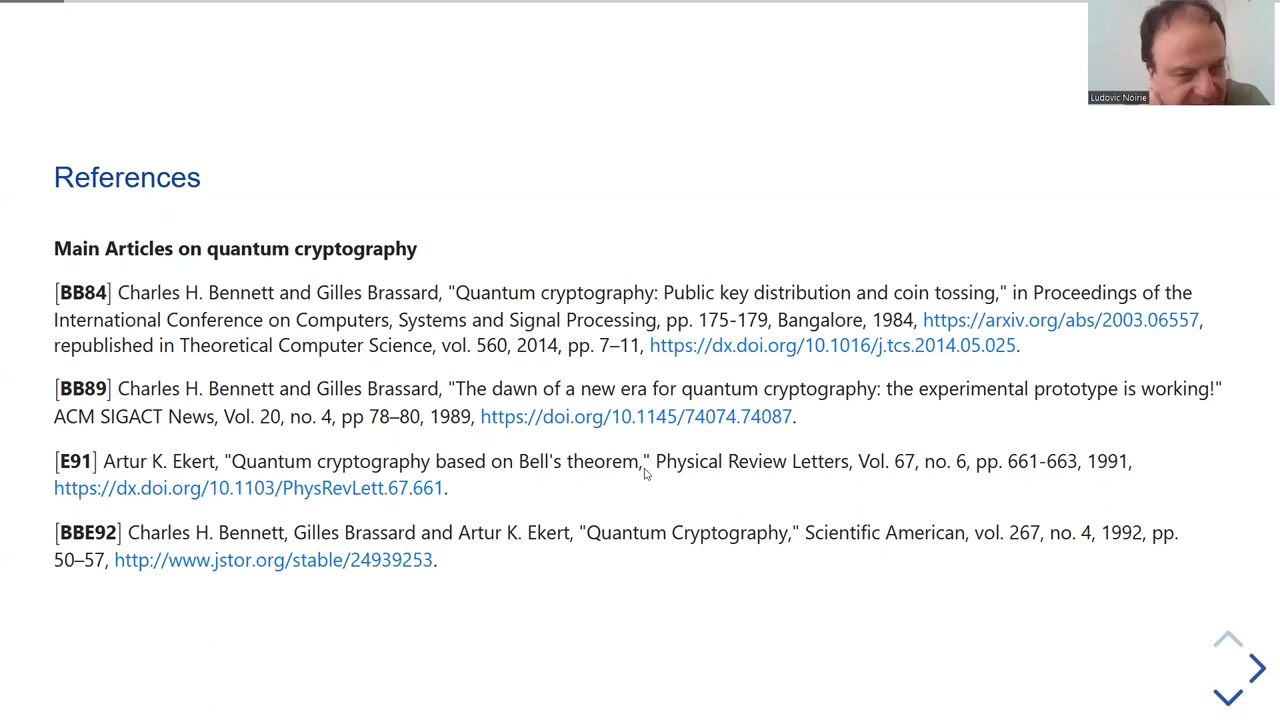 Ludovic Noirie
References
Main Articles on quantum cryptography
[BB84] Charles H. Bennett and Gilles Brassard, "Quantum cryptography: Public key distribution and coin tossing," in Proceedings of the
International Conference on Computers, Systems and Signal Processing, pp. 175-179, Bangalore, 1984, https://arxiv.org/abs/2003.06557,
republished in Theoretical Computer Science, vol. 560, 2014, pp. 7–11, https://dx.doi.org/10.1016/j.tcs.2014.05.025.
[BB89] Charles H. Bennett and Gilles Brassard, "The dawn of a new era for quantum cryptography: the experimental prototype is working!"
ACM SIGACT News, Vol. 20, no. 4, pp 78–80, 1989, https://doi.org/10.1145/74074.74087.
[E91] Artur K. Ekert, "Quantum cryptography based on Bell's theorem," Physical Review Letters, Vol. 67, no. 6, pp. 661-663, 1991,
https://dx.doi.org/10.1103/PhysRevLett.67.661.
[BBE92] Charles H. Bennett, Gilles Brassard and Artur K. Ekert, "Quantum Cryptography," Scientific American, vol. 267, no. 4, 1992, pp.
50–57, http://www.jstor.org/stable/24939253.